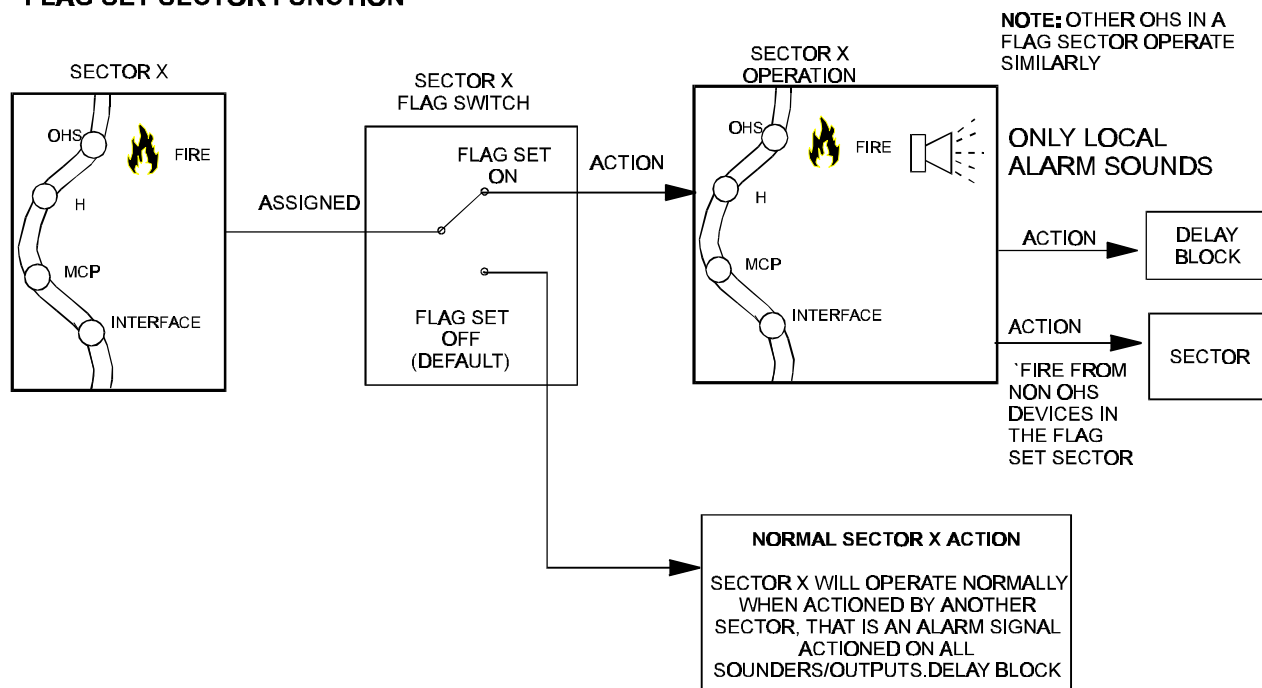 FLAG SET SECTOR FUNCTION
SECTOR X
OHS
FIRE
H
MCP
INTERFACE
ASSIGNED
SECTOR X
FLAG SWITCH
FLAG SET
ON
FLAG SET
OFF
(DEFAULT)
ACTION
SECTOR X
OPERATION
OHS
FIRE
H
MCP
INTERFACE
NOTE: OTHER OHS IN A
FLAG SECTOR OPERATE
SIMILARLY
ONLY LOCAL
ALARM SOUNDS
ACTION
DELAY
BLOCK
ACTION
SECTOR
`FIRE FROM
NON OHS
DEVICES IN
THE FLAG
SET SECTOR
NORMAL SECTOR X ACTION
SECTOR X WILL OPERATE NORMALLY
WHEN ACTIONED BY ANOTHER
SECTOR, THAT IS AN ALARM SIGNAL
ACTIONED ON ALL
SOUNDERS/OUTPUTS.DELAY BLOCK